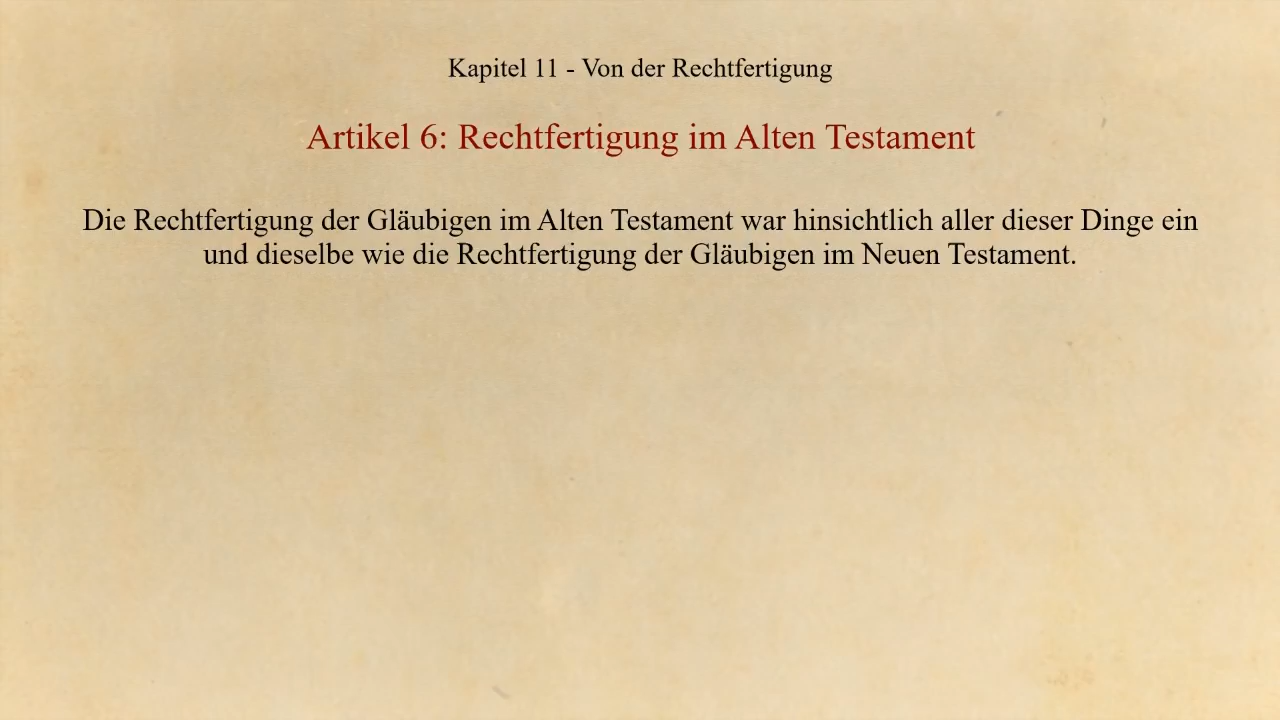 Kapitel 11 - Von der Rechtfertigung
Artikel 6: Rechtfertigung im Alten Testament
Die Rechtfertigung der Gläubigen im Alten Testament war hinsichtlich aller dieser Dinge ein
und dieselbe wie die Rechtfertigung der Gläubigen im Neuen Testament.